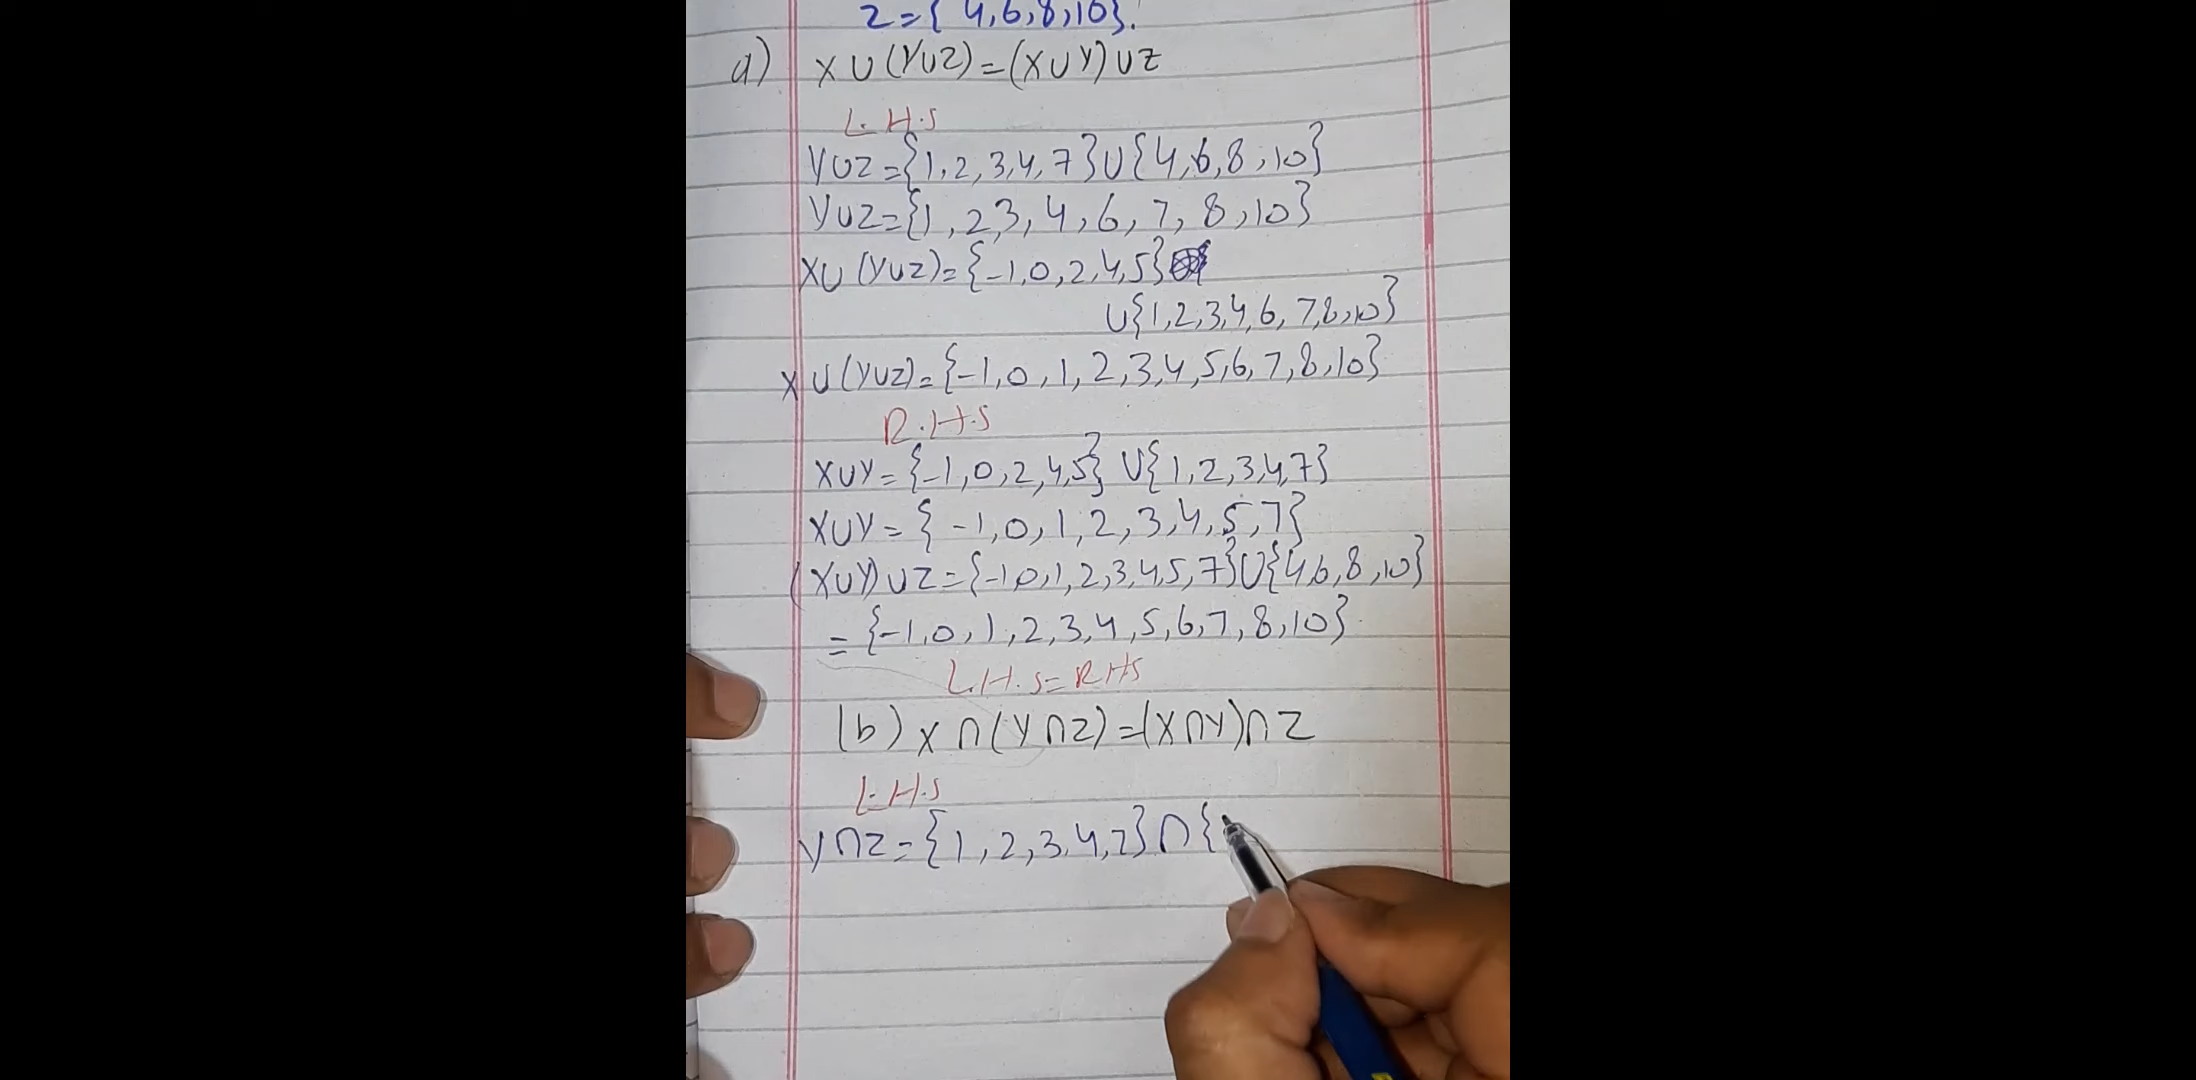 Z={ 4,6,8,10}.
a) X∪(Y∪Z)=(X∪Y)∪Z
L.H.S
Y∪Z={1,2,3,4,7}∪{4,6,8,10}
Y∪Z={1,2,3,4,6,7,8,10}
X∪(Y∪Z)={-1,0,2,4,5}
∪{1,2,3,4,6,7,8,10}
X∪(Y∪Z)={-1,0,1,2,3,4,5,6,7,8,10}
R.H.S
X∪Y={-1,0,2,4,5}∪{1,2,3,4,7}
X∪Y={-1,0,1,2,3,4,5,7}
(X∪Y)∪Z={-1,0,1,2,3,4,5,7}∪{4,6,8,10}
={-1,0,1,2,3,4,5,6,7,8,10}
L.H.S=RHS
(b) X∩(Y∩Z)=(X∩Y)∩Z
L.H.S
Y∩Z={1,2,3,4,7}∩{